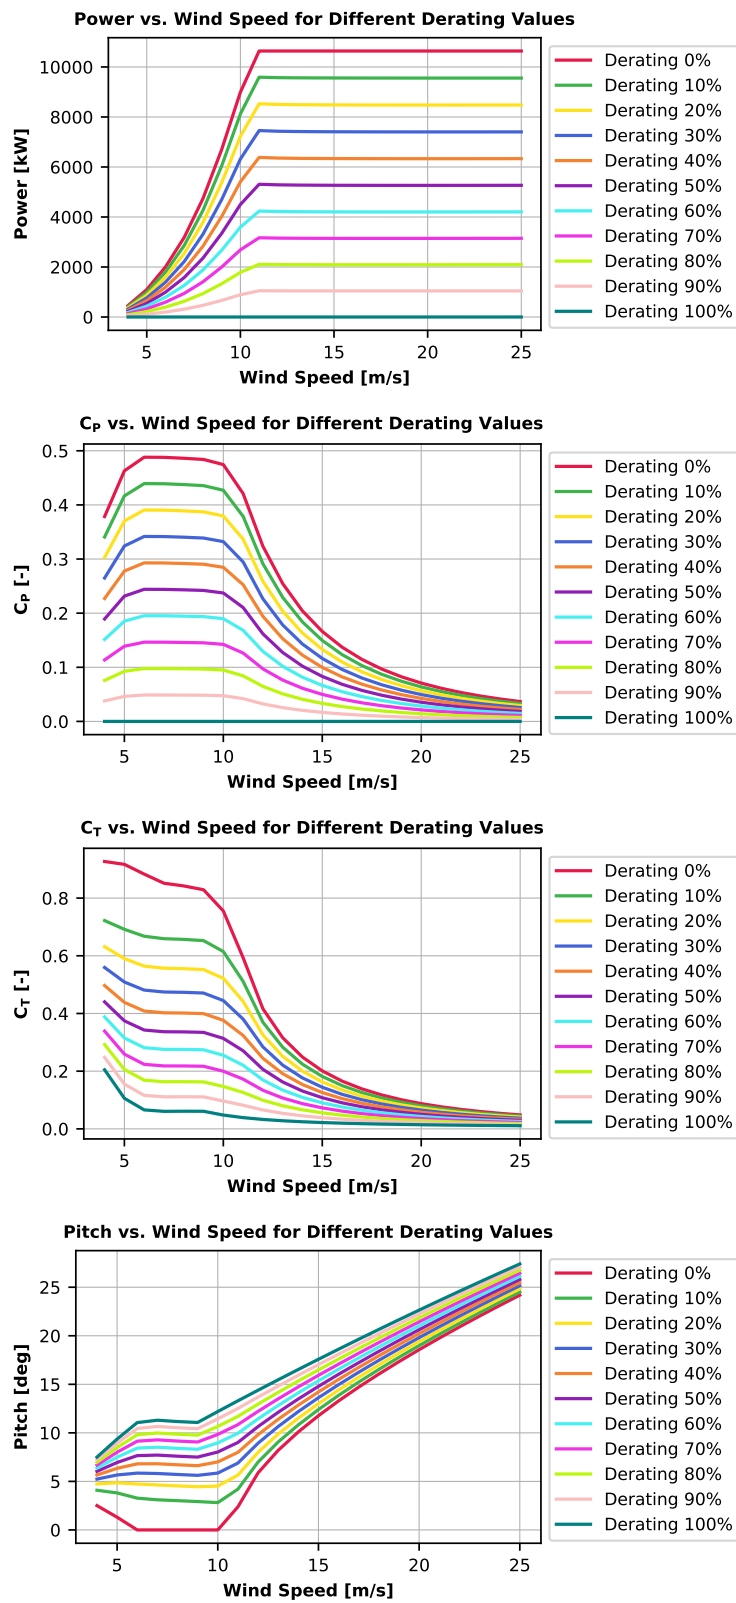 Power vs. Wind Speed for Different Derating Values
Power [kW]
10000
8000
6000
4000
2000
0
5 10 15 20 25
Wind Speed [m/s]
Derating 0%
Derating 10%
Derating 20%
Derating 30%
Derating 40%
Derating 50%
Derating 60%
Derating 70%
Derating 80%
Derating 90%
Derating 100%
C_P vs. Wind Speed for Different Derating Values
C_P [-]
0.5
0.4
0.3
0.2
0.1
0.0
5 10 15 20 25
Wind Speed [m/s]
Derating 0%
Derating 10%
Derating 20%
Derating 30%
Derating 40%
Derating 50%
Derating 60%
Derating 70%
Derating 80%
Derating 90%
Derating 100%
C_T vs. Wind Speed for Different Derating Values
C_T [-]
0.8
0.6
0.4
0.2
0.0
5 10 15 20 25
Wind Speed [m/s]
Derating 0%
Derating 10%
Derating 20%
Derating 30%
Derating 40%
Derating 50%
Derating 60%
Derating 70%
Derating 80%
Derating 90%
Derating 100%
Pitch vs. Wind Speed for Different Derating Values
Pitch [deg]
25
20
15
10
5
0
5 10 15 20 25
Wind Speed [m/s]
Derating 0%
Derating 10%
Derating 20%
Derating 30%
Derating 40%
Derating 50%
Derating 60%
Derating 70%
Derating 80%
Derating 90%
Derating 100%